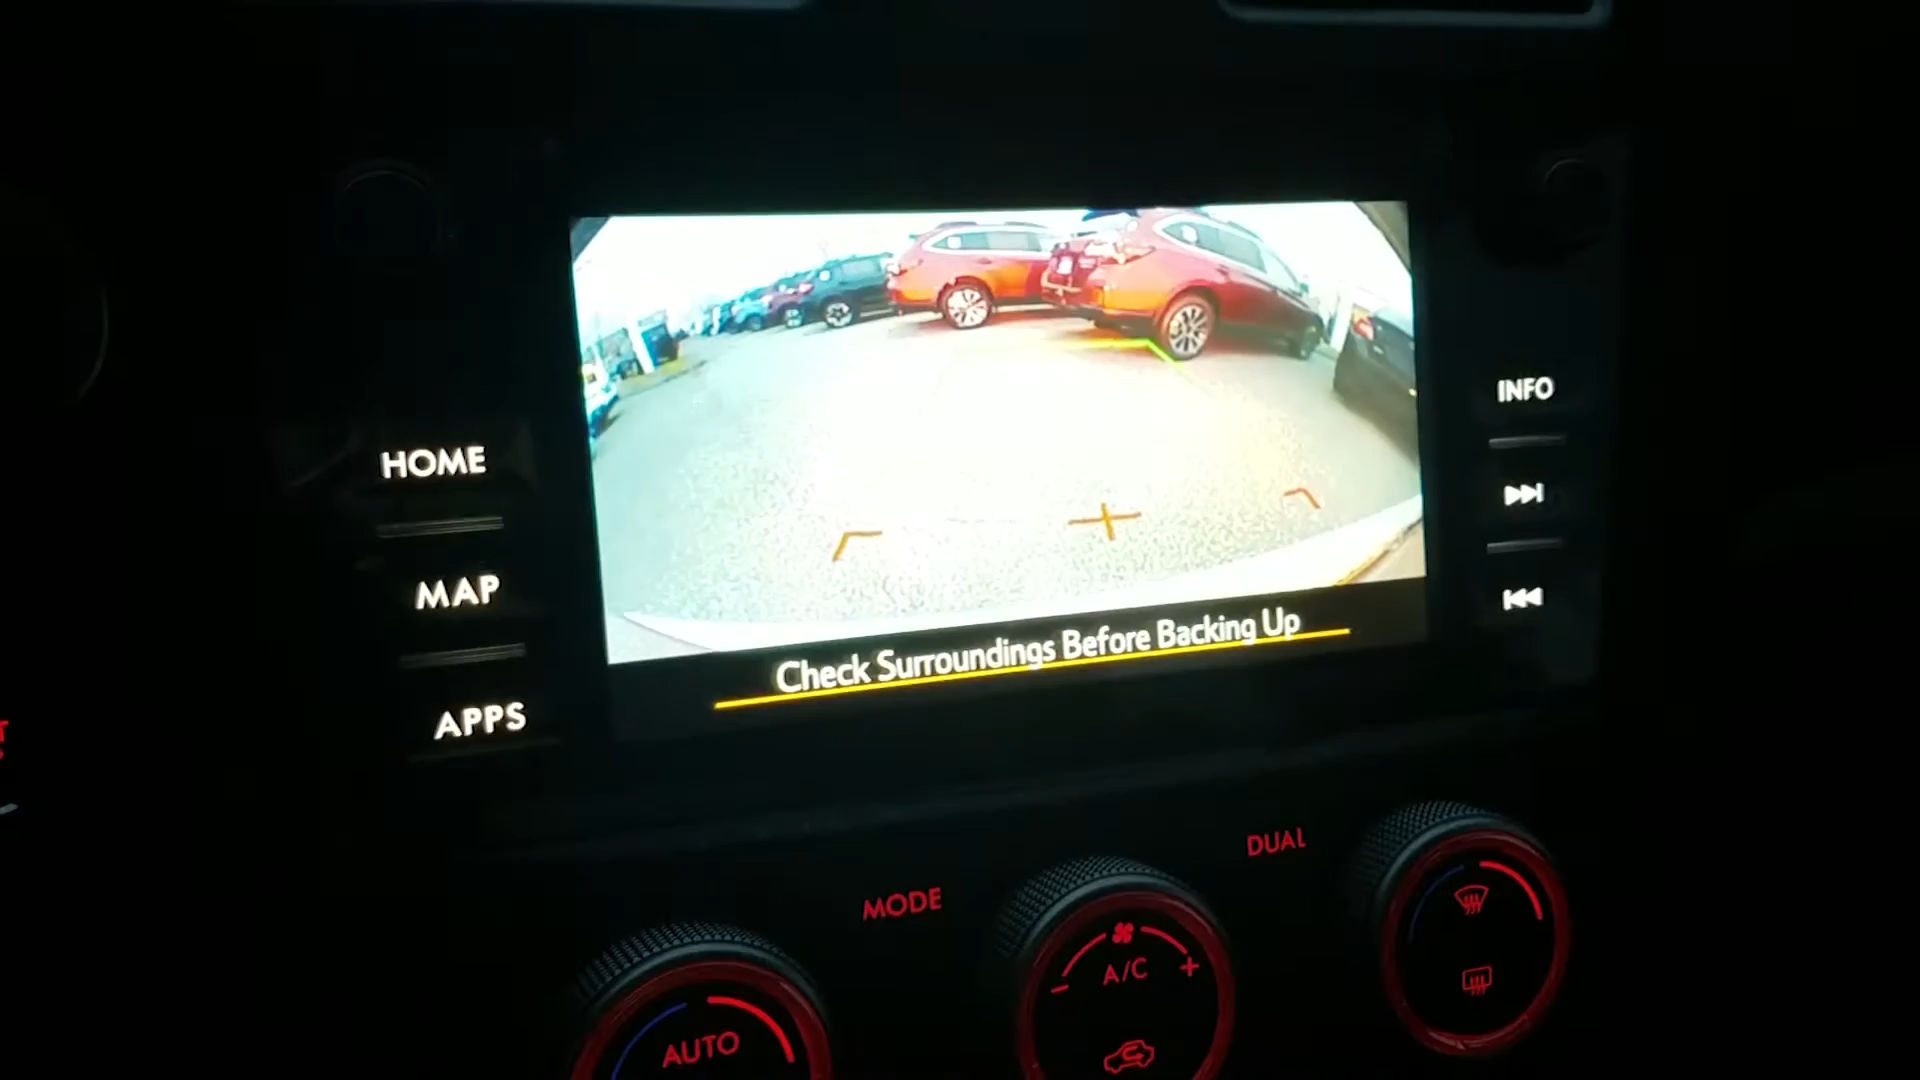 HOME
MAP
APPS
INFO
Check Surroundings Before Backing Up
MODE
DUAL
AUTO
A/C
- +